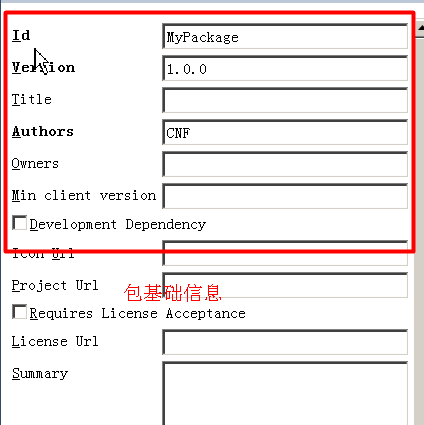 Id MyPackage
Version 1.0.0
Title
Authors CNF
Owners
Min client version
Development Dependency
Icon Url
Project Url
包基础信息
Requires License Acceptance
License Url
Summary